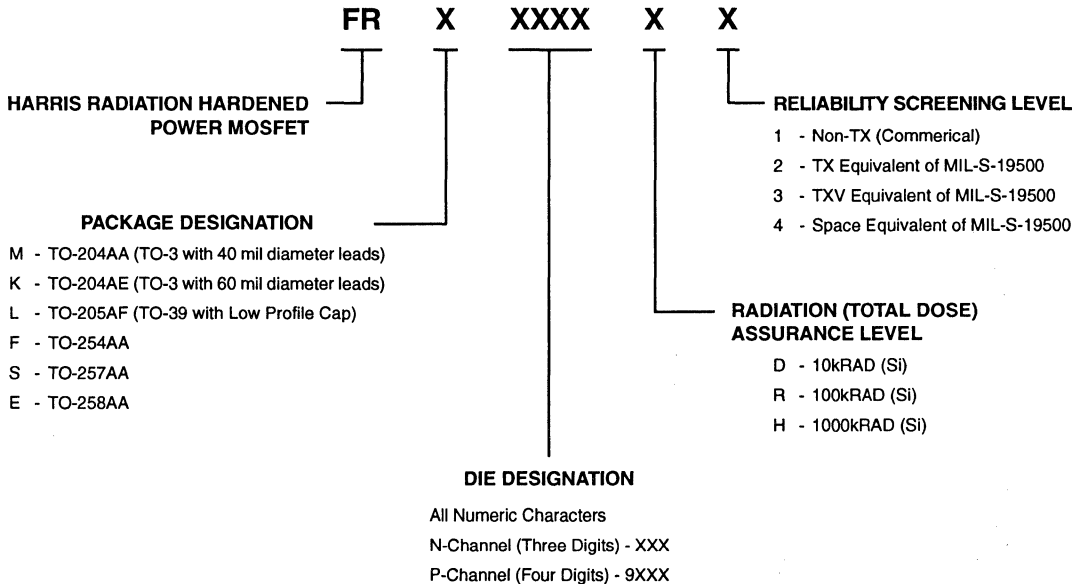 FR X XXXX X X
HARRIS RADIATION HARDENED
POWER MOSFET
PACKAGE DESIGNATION
M - TO-204AA (TO-3 with 40 mil diameter leads)
K - TO-204AE (TO-3 with 60 mil diameter leads)
L - TO-205AF (TO-39 with Low Profile Cap)
F - TO-254AA
S - TO-257AA
E - TO-258AA
DIE DESIGNATION
All Numeric Characters
N-Channel (Three Digits) - XXX
P-Channel (Four Digits) - 9XXX
RELIABILITY SCREENING LEVEL
1 - Non-TX (Commerical)
2 - TX Equivalent of MIL-S-19500
3 - TXV Equivalent of MIL-S-19500
4 - Space Equivalent of MIL-S-19500
RADIATION (TOTAL DOSE)
ASSURANCE LEVEL
D - 10kRAD (Si)
R - 100kRAD (Si)
H - 1000kRAD (Si)